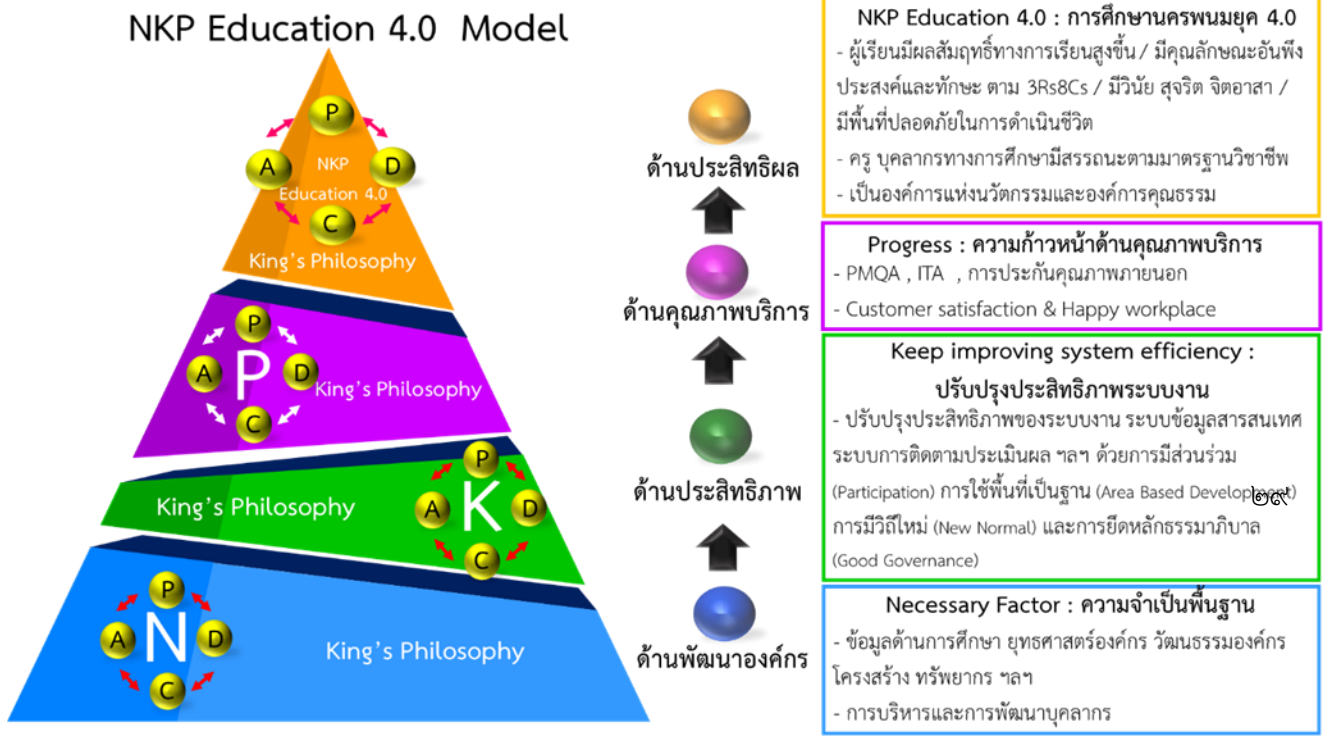 NKP Education 4.0 Model
P
A
D
NKP
Education 4.0
C
King's Philosophy
P
A
P
D
King's Philosophy
C
P
King's Philosophy
A
K
D
C
P
A
N
D
King's Philosophy
C
ด้านประสิทธิผล
ด้านคุณภาพบริการ
ด้านประสิทธิภาพ
ด้านพัฒนาองค์กร
NKP Education 4.0 : การศึกษานครพนมยุค 4.0
- ผู้เรียนมีผลสัมฤทธิ์ทางการเรียนสูงขึ้น / มีคุณลักษณะอันพึง
ประสงค์และทักษะ ตาม 3Rs8Cs / มีวินัย สุจริต จิตอาสา /
มีพื้นที่ปลอดภัยในการดำเนินชีวิต
- ครู บุคลากรทางการศึกษามีสรรถนะตามมาตรฐานวิชาชีพ
- เป็นองค์การแห่งนวัตกรรมและองค์การคุณธรรม
Progress : ความก้าวหน้าด้านคุณภาพบริการ
- PMQA , ITA , การประกันคุณภาพภายนอก
- Customer satisfaction & Happy workplace
Keep improving system efficiency :
ปรับปรุงประสิทธิภาพระบบงาน
- ปรับปรุงประสิทธิภาพของระบบงาน ระบบข้อมูลสารสนเทศ
ระบบการติดตามประเมินผล ฯลฯ ด้วยการมีส่วนร่วม
(Participation) การใช้พื้นที่เป็นฐาน (Area Based Development)
๒๙
การมีวิถีใหม่ (New Normal) และการยึดหลักธรรมาภิบาล
(Good Governance)
Necessary Factor : ความจำเป็นพื้นฐาน
- ข้อมูลด้านการศึกษา ยุทธศาสตร์องค์กร วัฒนธรรมองค์กร
โครงสร้าง ทรัพยากร ฯลฯ
- การบริหารและการพัฒนาบุคลากร